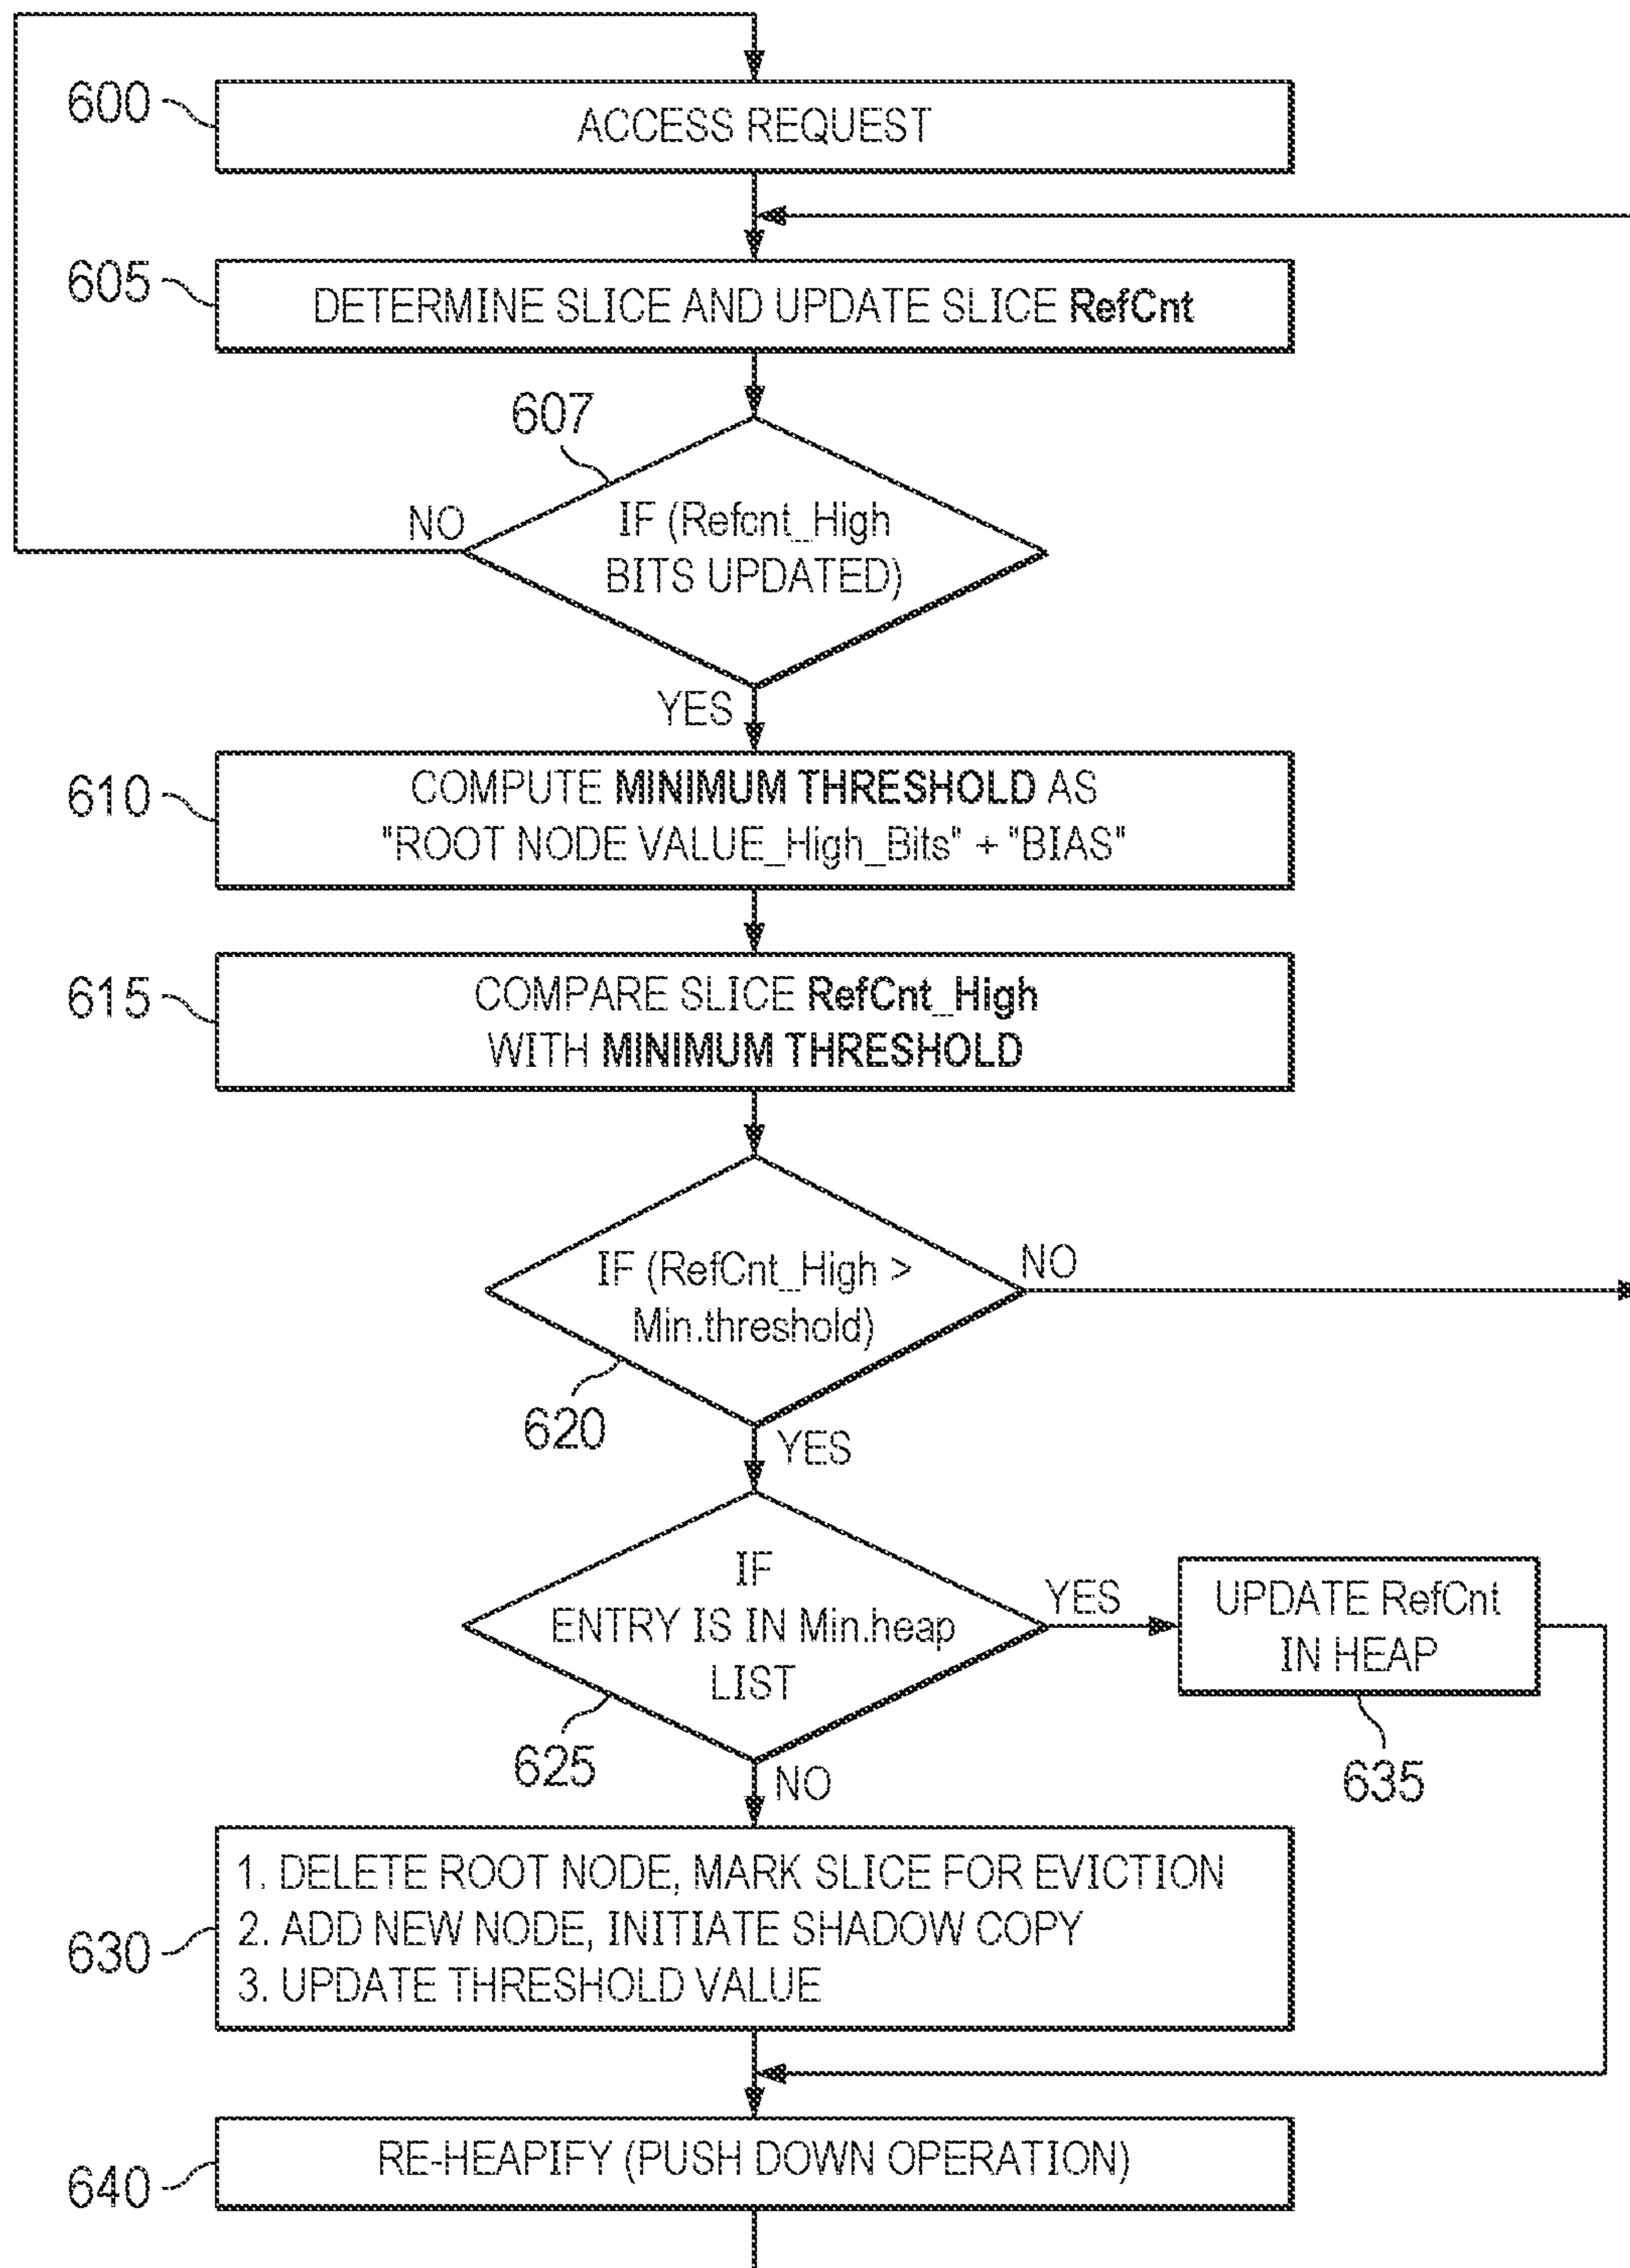 600
ACCESS REQUEST
605
DETERMINE SLICE AND UPDATE SLICE RefCnt
607
NO
IF (Refcnt_High
BITS UPDATED)
YES
610
COMPUTE MINIMUM THRESHOLD AS
"ROOT NODE VALUE_High_Bits" + "BIAS"
615
COMPARE SLICE RefCnt_High
WITH MINIMUM THRESHOLD
IF (RefCnt_High >
Min.threshold)
NO
620
YES
IF
ENTRY IS IN Min.heap
LIST
YES
UPDATE RefCnt
IN HEAP
625
NO
635
630
1. DELETE ROOT NODE, MARK SLICE FOR EVICTION
2. ADD NEW NODE, INITIATE SHADOW COPY
3. UPDATE THRESHOLD VALUE
640
RE-HEAPIFY (PUSH DOWN OPERATION)